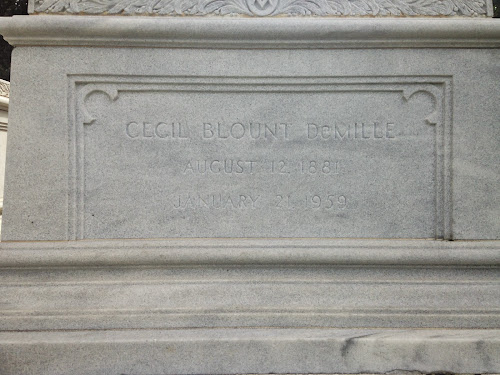 CECIL BLOUNT DeMILLE
AUGUST 12, 1881
JANUARY 21, 1959